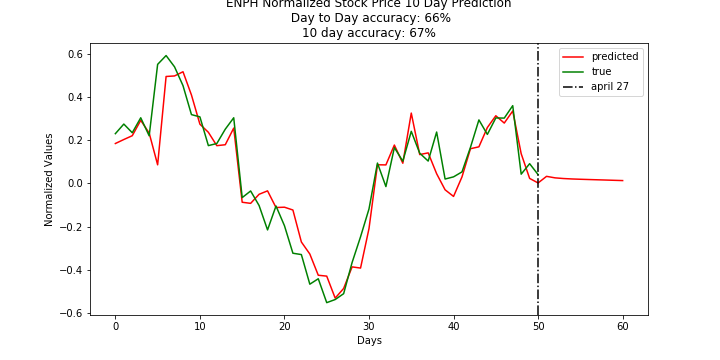 ENPH Normalized Stock Price 10 Day Prediction
Day to Day accuracy: 66%
10 day accuracy: 67%
predicted
true
april 27
Normalized Values
0.6
0.4
0.2
0.0
−0.2
−0.4
−0.6
0 10 20 30 40 50 60
Days